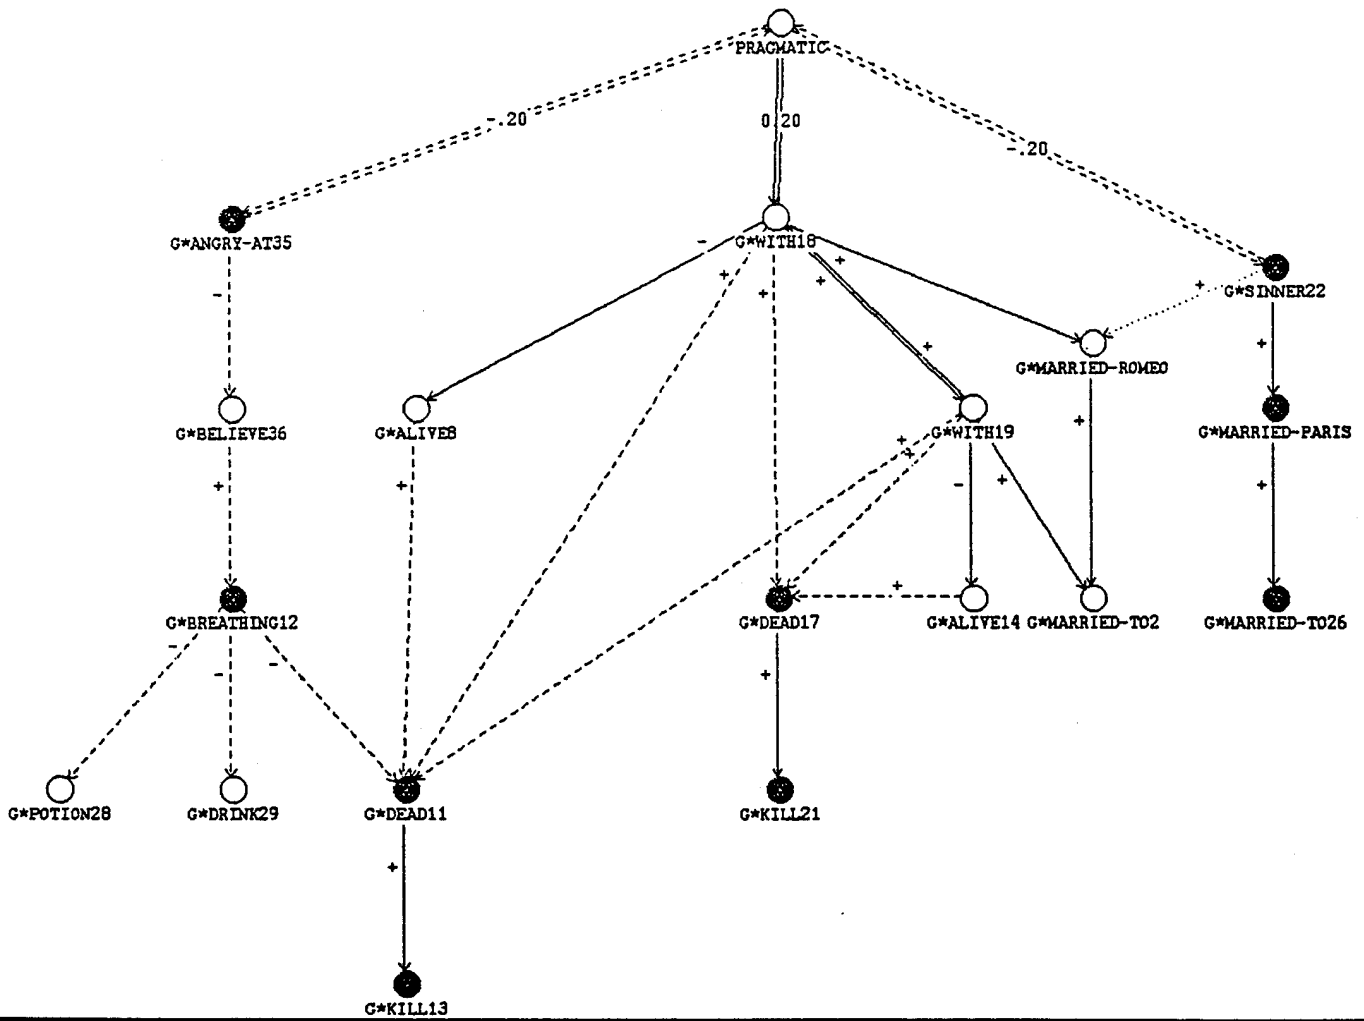 PRAGMATIC
-.20
0.20
-.20
G*ANGRY-AT35
G*WITH18
G*SINNER22
-
-
+
+
+
+
+
+
+
G*MARRIED-ROMEO
G*BELIEVE36
G*ALIVE8
G*WITH19
G*MARRIED-PARIS
+
+
+
+
+
-
+
+
+
G*BREATHING12
G*DEAD17
G*ALIVE14
G*MARRIED-TO2
G*MARRIED-TO26
-
-
-
+
G*POTION28
G*DRINK29
G*DEAD11
G*KILL21
+
G*KILL13